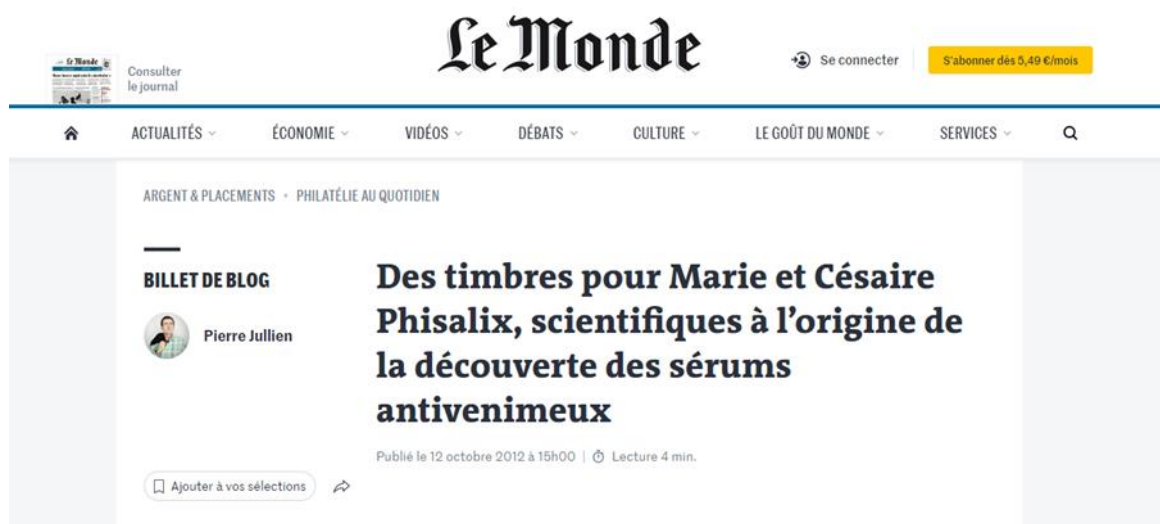 Le Monde
Consulter
le journal
Se connecter
S'abonner dès 5,49 €/mois
ACTUALITÉS
ÉCONOMIE
VIDÉOS
DÉBATS
CULTURE
LE GOÛT DU MONDE
SERVICES
ARGENT & PLACEMENTS • PHILATÉLIE AU QUOTIDIEN
BILLET DE BLOG
Pierre Jullien
Des timbres pour Marie et Césaire
Phisalix, scientifiques à l’origine de
la découverte des sérums
antivenimeux
Publié le 12 octobre 2012 à 15h00 | Lecture 4 min.
Ajouter à vos sélections